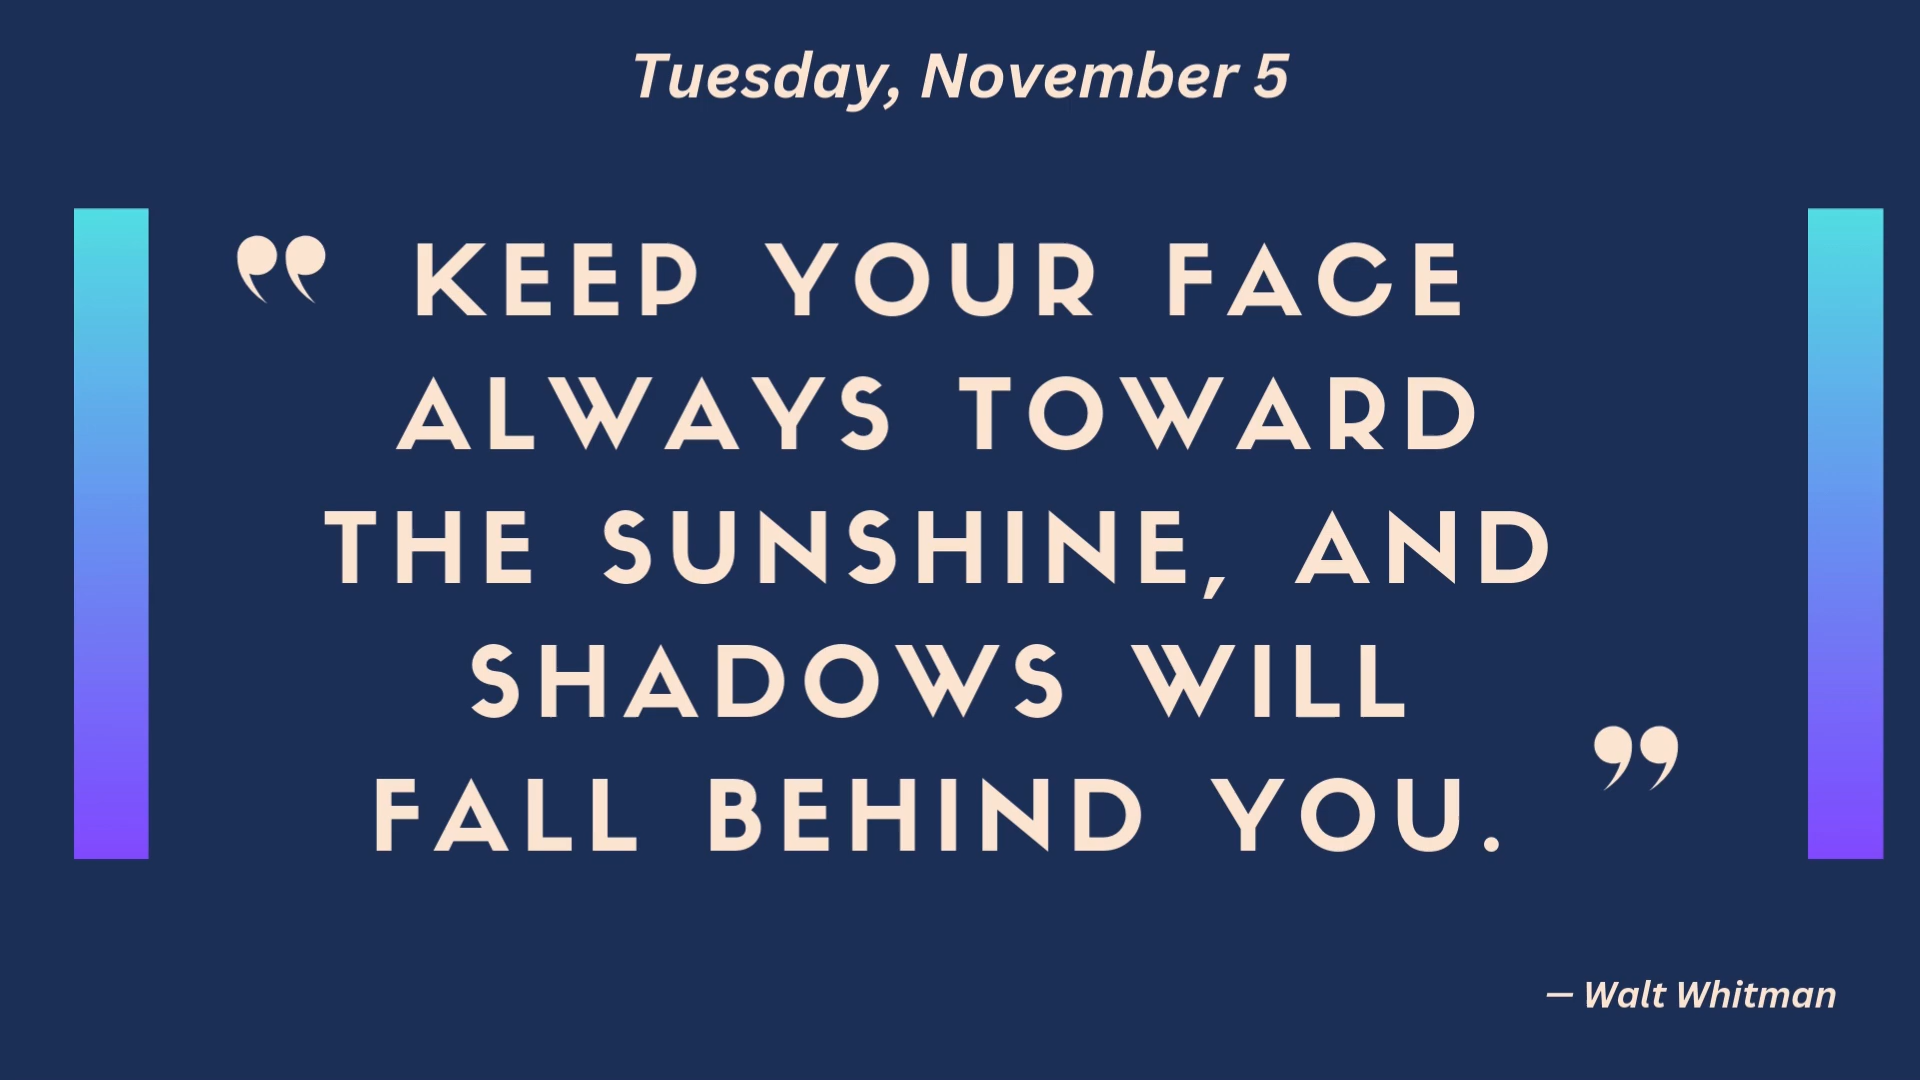 Tuesday, November 5
” KEEP YOUR FACE
ALWAYS TOWARD
THE SUNSHINE, AND
SHADOWS WILL
FALL BEHIND YOU. ”
— Walt Whitman